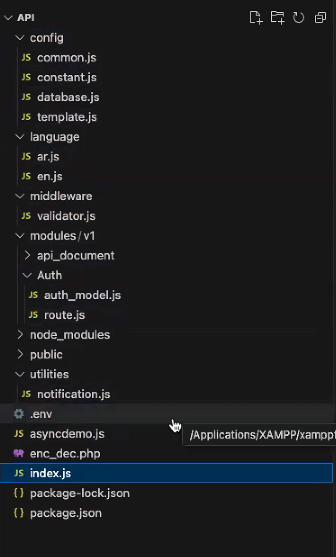 API
config
JS common.js
JS constant.js
JS database.js
JS template.js
language
JS ar.js
JS en.js
middleware
JS validator.js
modules/v1
api_document
Auth
JS auth_model.js
JS route.js
node_modules
public
utilities
JS notification.js
.env
JS asyncdemo.js
/Applications/XAMPP/xamppf
enc_dec.php
JS index.js
{} package-lock.json
{} package.json